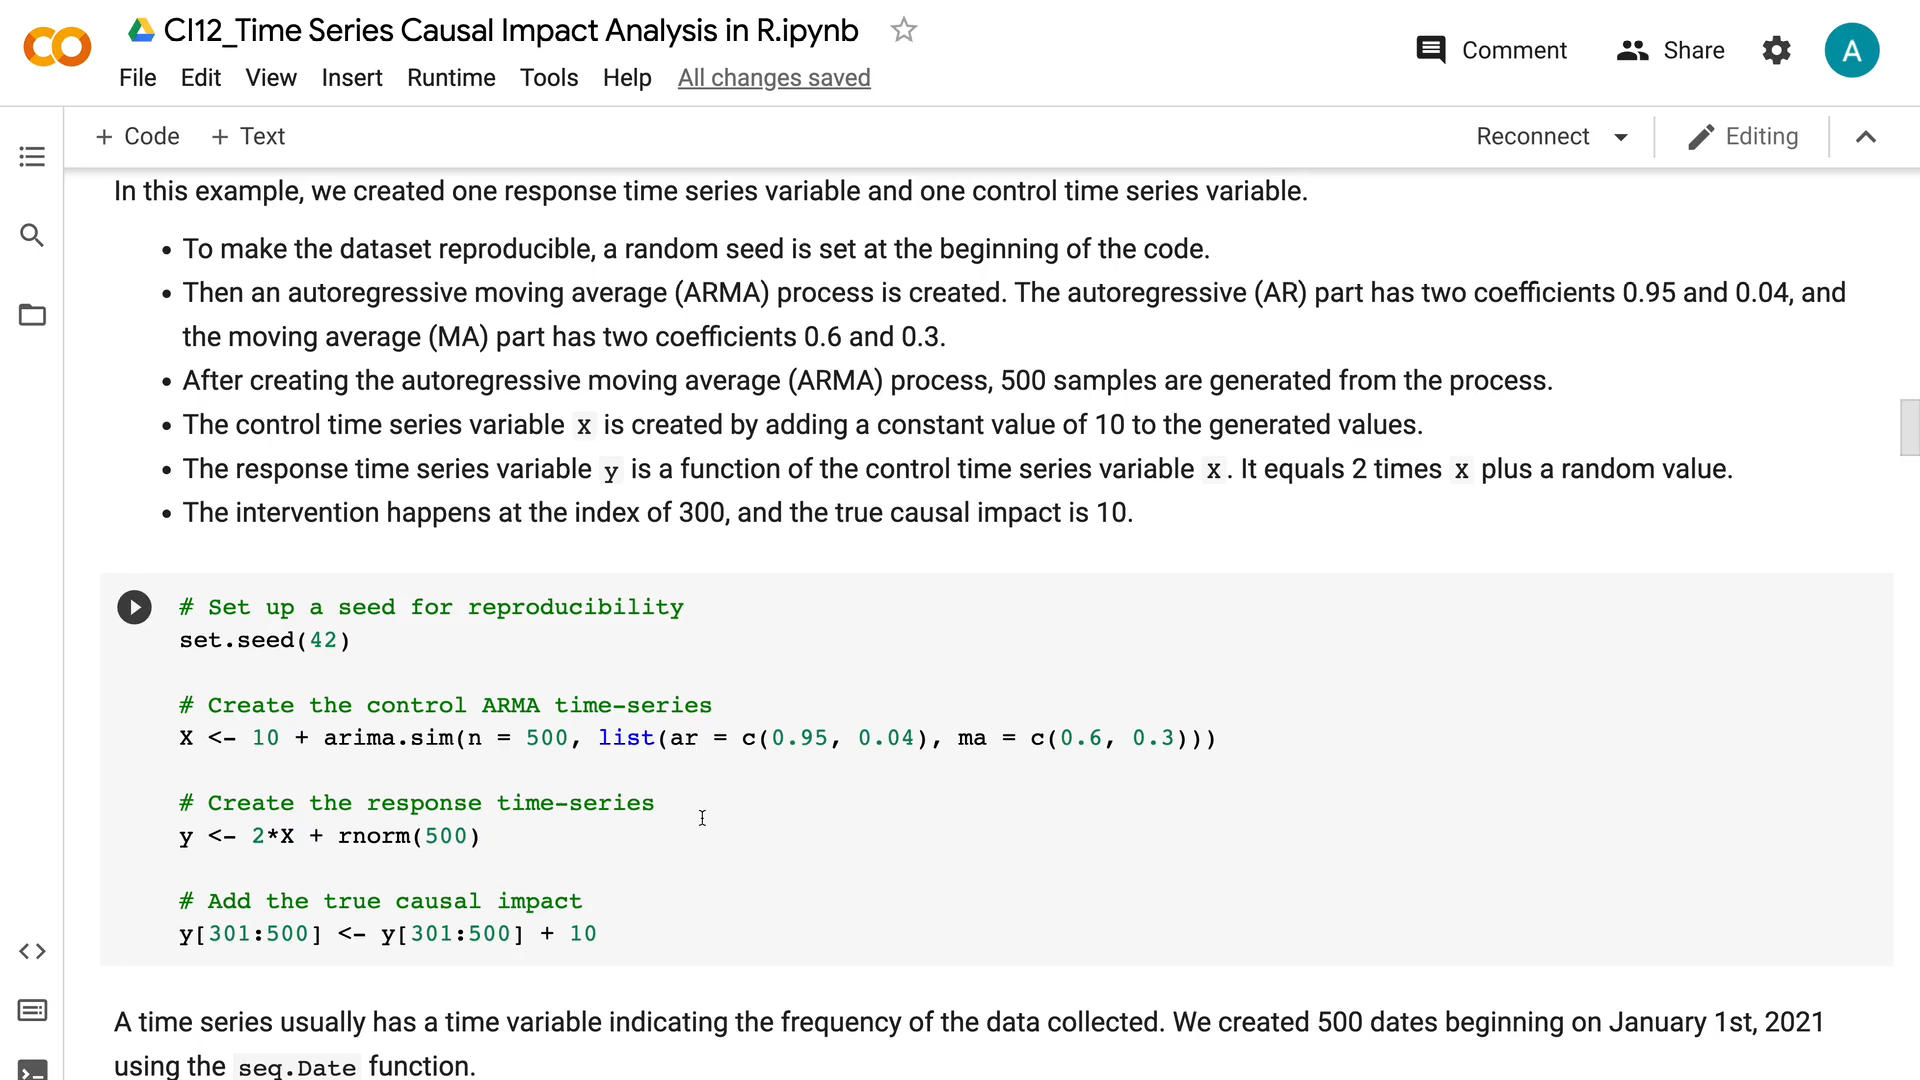 CI12_Time Series Causal Impact Analysis in R.ipynb
Comment
Share
A
File Edit View Insert Runtime Tools Help All changes saved
+ Code + Text
Reconnect
Editing
In this example, we created one response time series variable and one control time series variable.
• To make the dataset reproducible, a random seed is set at the beginning of the code.
• Then an autoregressive moving average (ARMA) process is created. The autoregressive (AR) part has two coefficients 0.95 and 0.04, and
the moving average (MA) part has two coefficients 0.6 and 0.3.
• After creating the autoregressive moving average (ARMA) process, 500 samples are generated from the process.
• The control time series variable x is created by adding a constant value of 10 to the generated values.
• The response time series variable y is a function of the control time series variable x. It equals 2 times x plus a random value.
• The intervention happens at the index of 300, and the true causal impact is 10.
# Set up a seed for reproducibility
set.seed(42)
# Create the control ARMA time-series
X <- 10 + arima.sim(n = 500, list(ar = c(0.95, 0.04), ma = c(0.6, 0.3)))
# Create the response time-series
y <- 2*X + rnorm(500)
# Add the true causal impact
y[301:500] <- y[301:500] + 10
A time series usually has a time variable indicating the frequency of the data collected. We created 500 dates beginning on January 1st, 2021
using the seq.Date function.